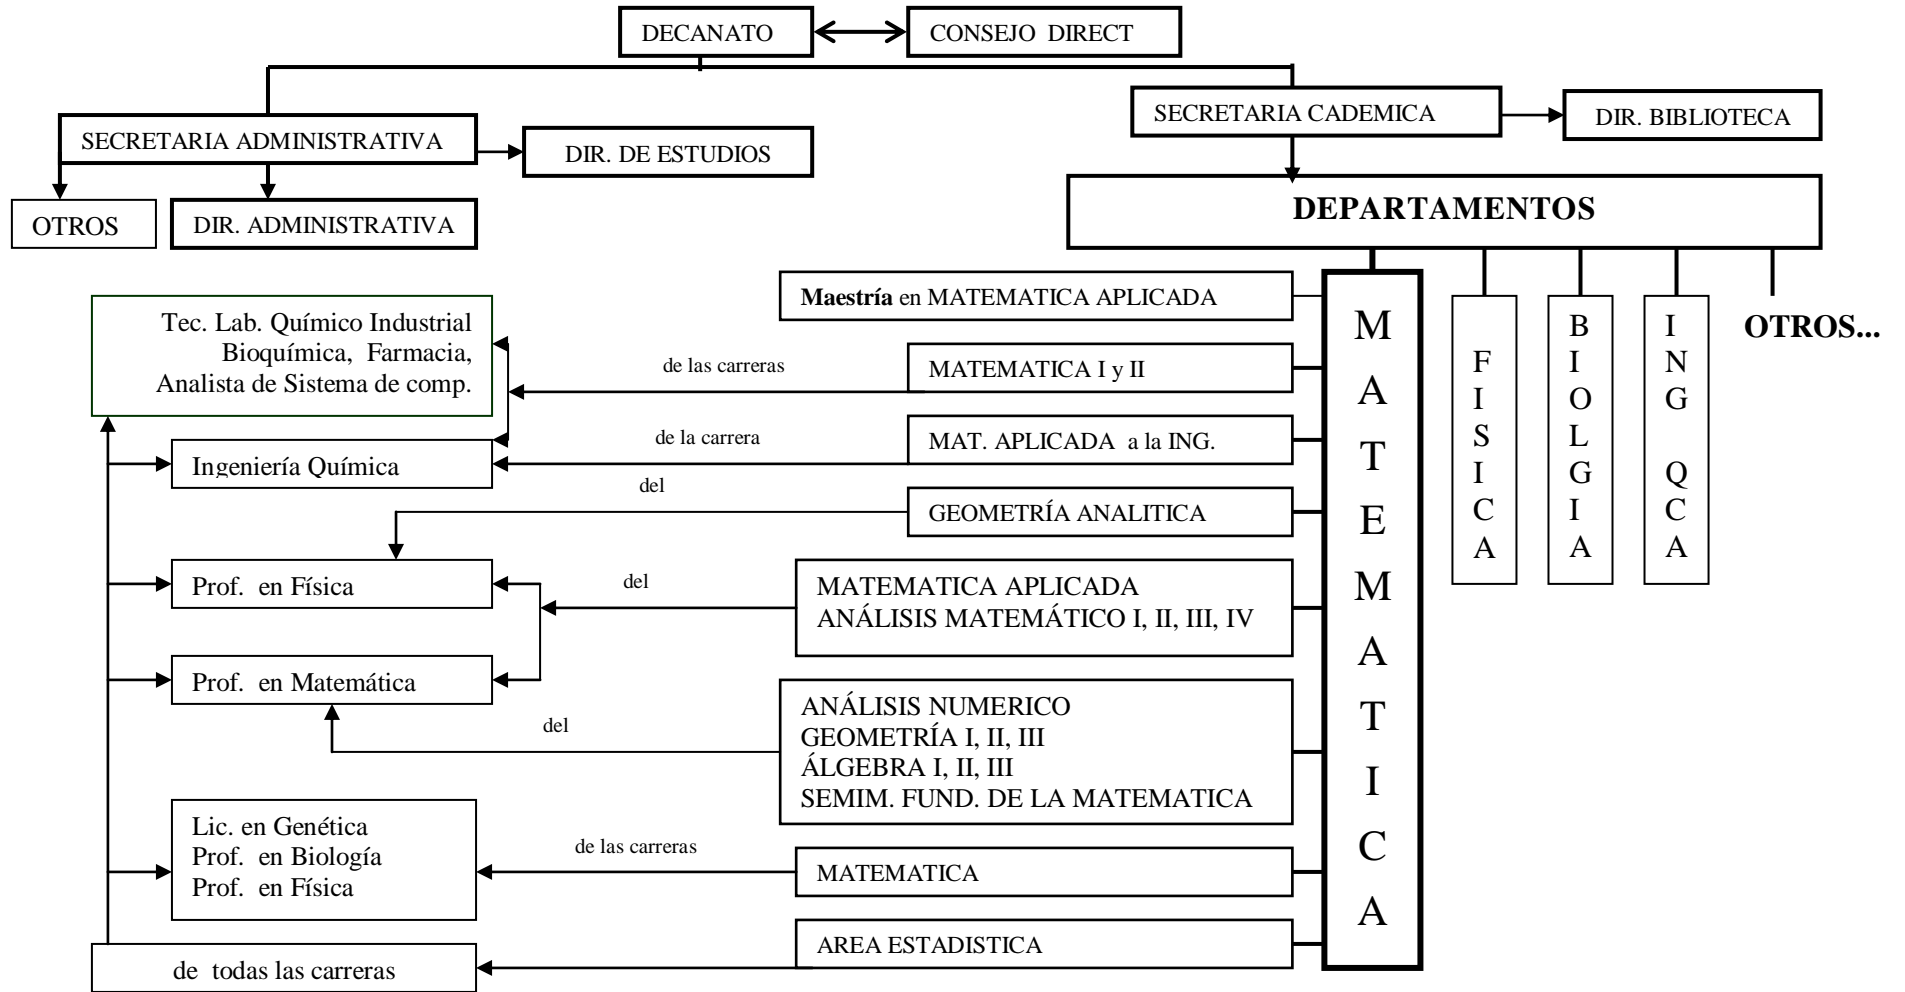 DECANATO
CONSEJO DIRECT
SECRETARIA CADEMICA
DIR. BIBLIOTECA
SECRETARIA ADMINISTRATIVA
DIR. DE ESTUDIOS
OTROS
DIR. ADMINISTRATIVA
DEPARTAMENTOS
Maestría en MATEMATICA APLICADA
Tec. Lab. Químico Industrial
Bioquímica, Farmacia,
Analista de Sistema de comp.
de las carreras
MATEMATICA I y II
Ingeniería Química
de la carrera
MAT. APLICADA a la ING.
del
GEOMETRÍA ANALITICA
Prof. en Física
del
MATEMATICA APLICADA
ANÁLISIS MATEMÁTICO I, II, III, IV
Prof. en Matemática
del
ANÁLISIS NUMERICO
GEOMETRÍA I, II, III
ÁLGEBRA I, II, III
SEMIM. FUND. DE LA MATEMATICA
Lic. en Genética
Prof. en Biología
Prof. en Física
de las carreras
MATEMATICA
de todas las carreras
AREA ESTADISTICA
MATEMATICA
FISICA
BIOLGIA
ING QCA
OTROS...